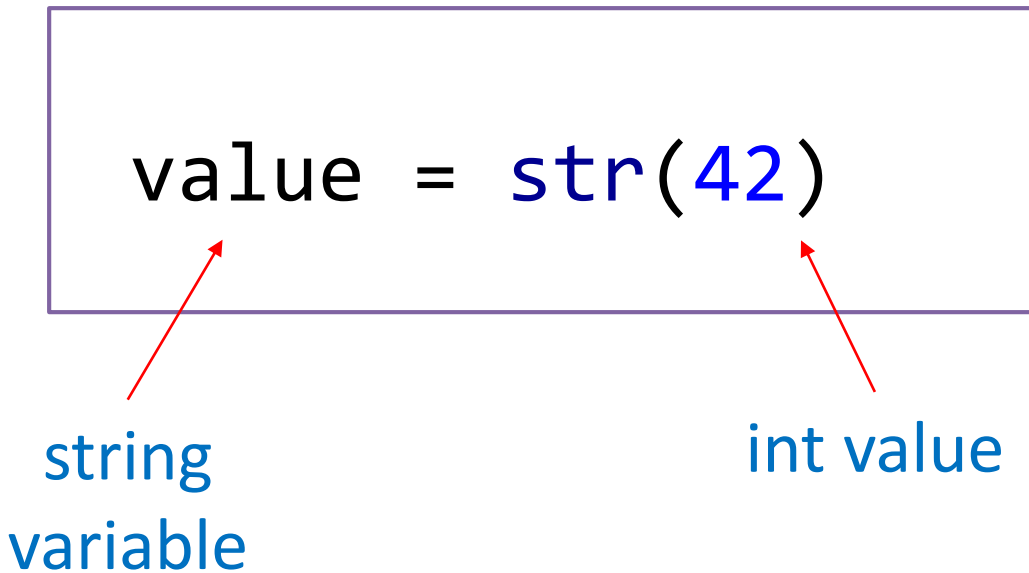 value = str(42)
string
variable
int value